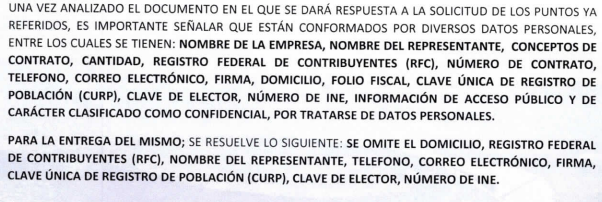 UNA VEZ ANALIZADO EL DOCUMENTO EN EL QUE SE DARÁ RESPUESTA A LA SOLICITUD DE LOS PUNTOS YA
REFERIDOS, ES IMPORTANTE SEÑALAR QUE ESTÁN CONFORMADOS POR DIVERSOS DATOS PERSONALES,
ENTRE LOS CUALES SE TIENEN: NOMBRE DE LA EMPRESA, NOMBRE DEL REPRESENTANTE, CONCEPTOS DE
CONTRATO, CANTIDAD, REGISTRO FEDERAL DE CONTRIBUYENTES (RFC), NÚMERO DE CONTRATO,
TELEFONO, CORREO ELECTRÓNICO, FIRMA, DOMICILIO, FOLIO FISCAL, CLAVE ÚNICA DE REGISTRO DE
POBLACIÓN (CURP), CLAVE DE ELECTOR, NÚMERO DE INE, INFORMACIÓN DE ACCESO PÚBLICO Y DE
CARÁCTER CLASIFICADO COMO CONFIDENCIAL, POR TRATARSE DE DATOS PERSONALES.
PARA LA ENTREGA DEL MISMO; SE RESUELVE LO SIGUIENTE: SE OMITE EL DOMICILIO, REGISTRO FEDERAL
DE CONTRIBUYENTES (RFC), NOMBRE DEL REPRESENTANTE, TELEFONO, CORREO ELECTRÓNICO, FIRMA,
CLAVE ÚNICA DE REGISTRO DE POBLACIÓN (CURP), CLAVE DE ELECTOR, NÚMERO DE INE.